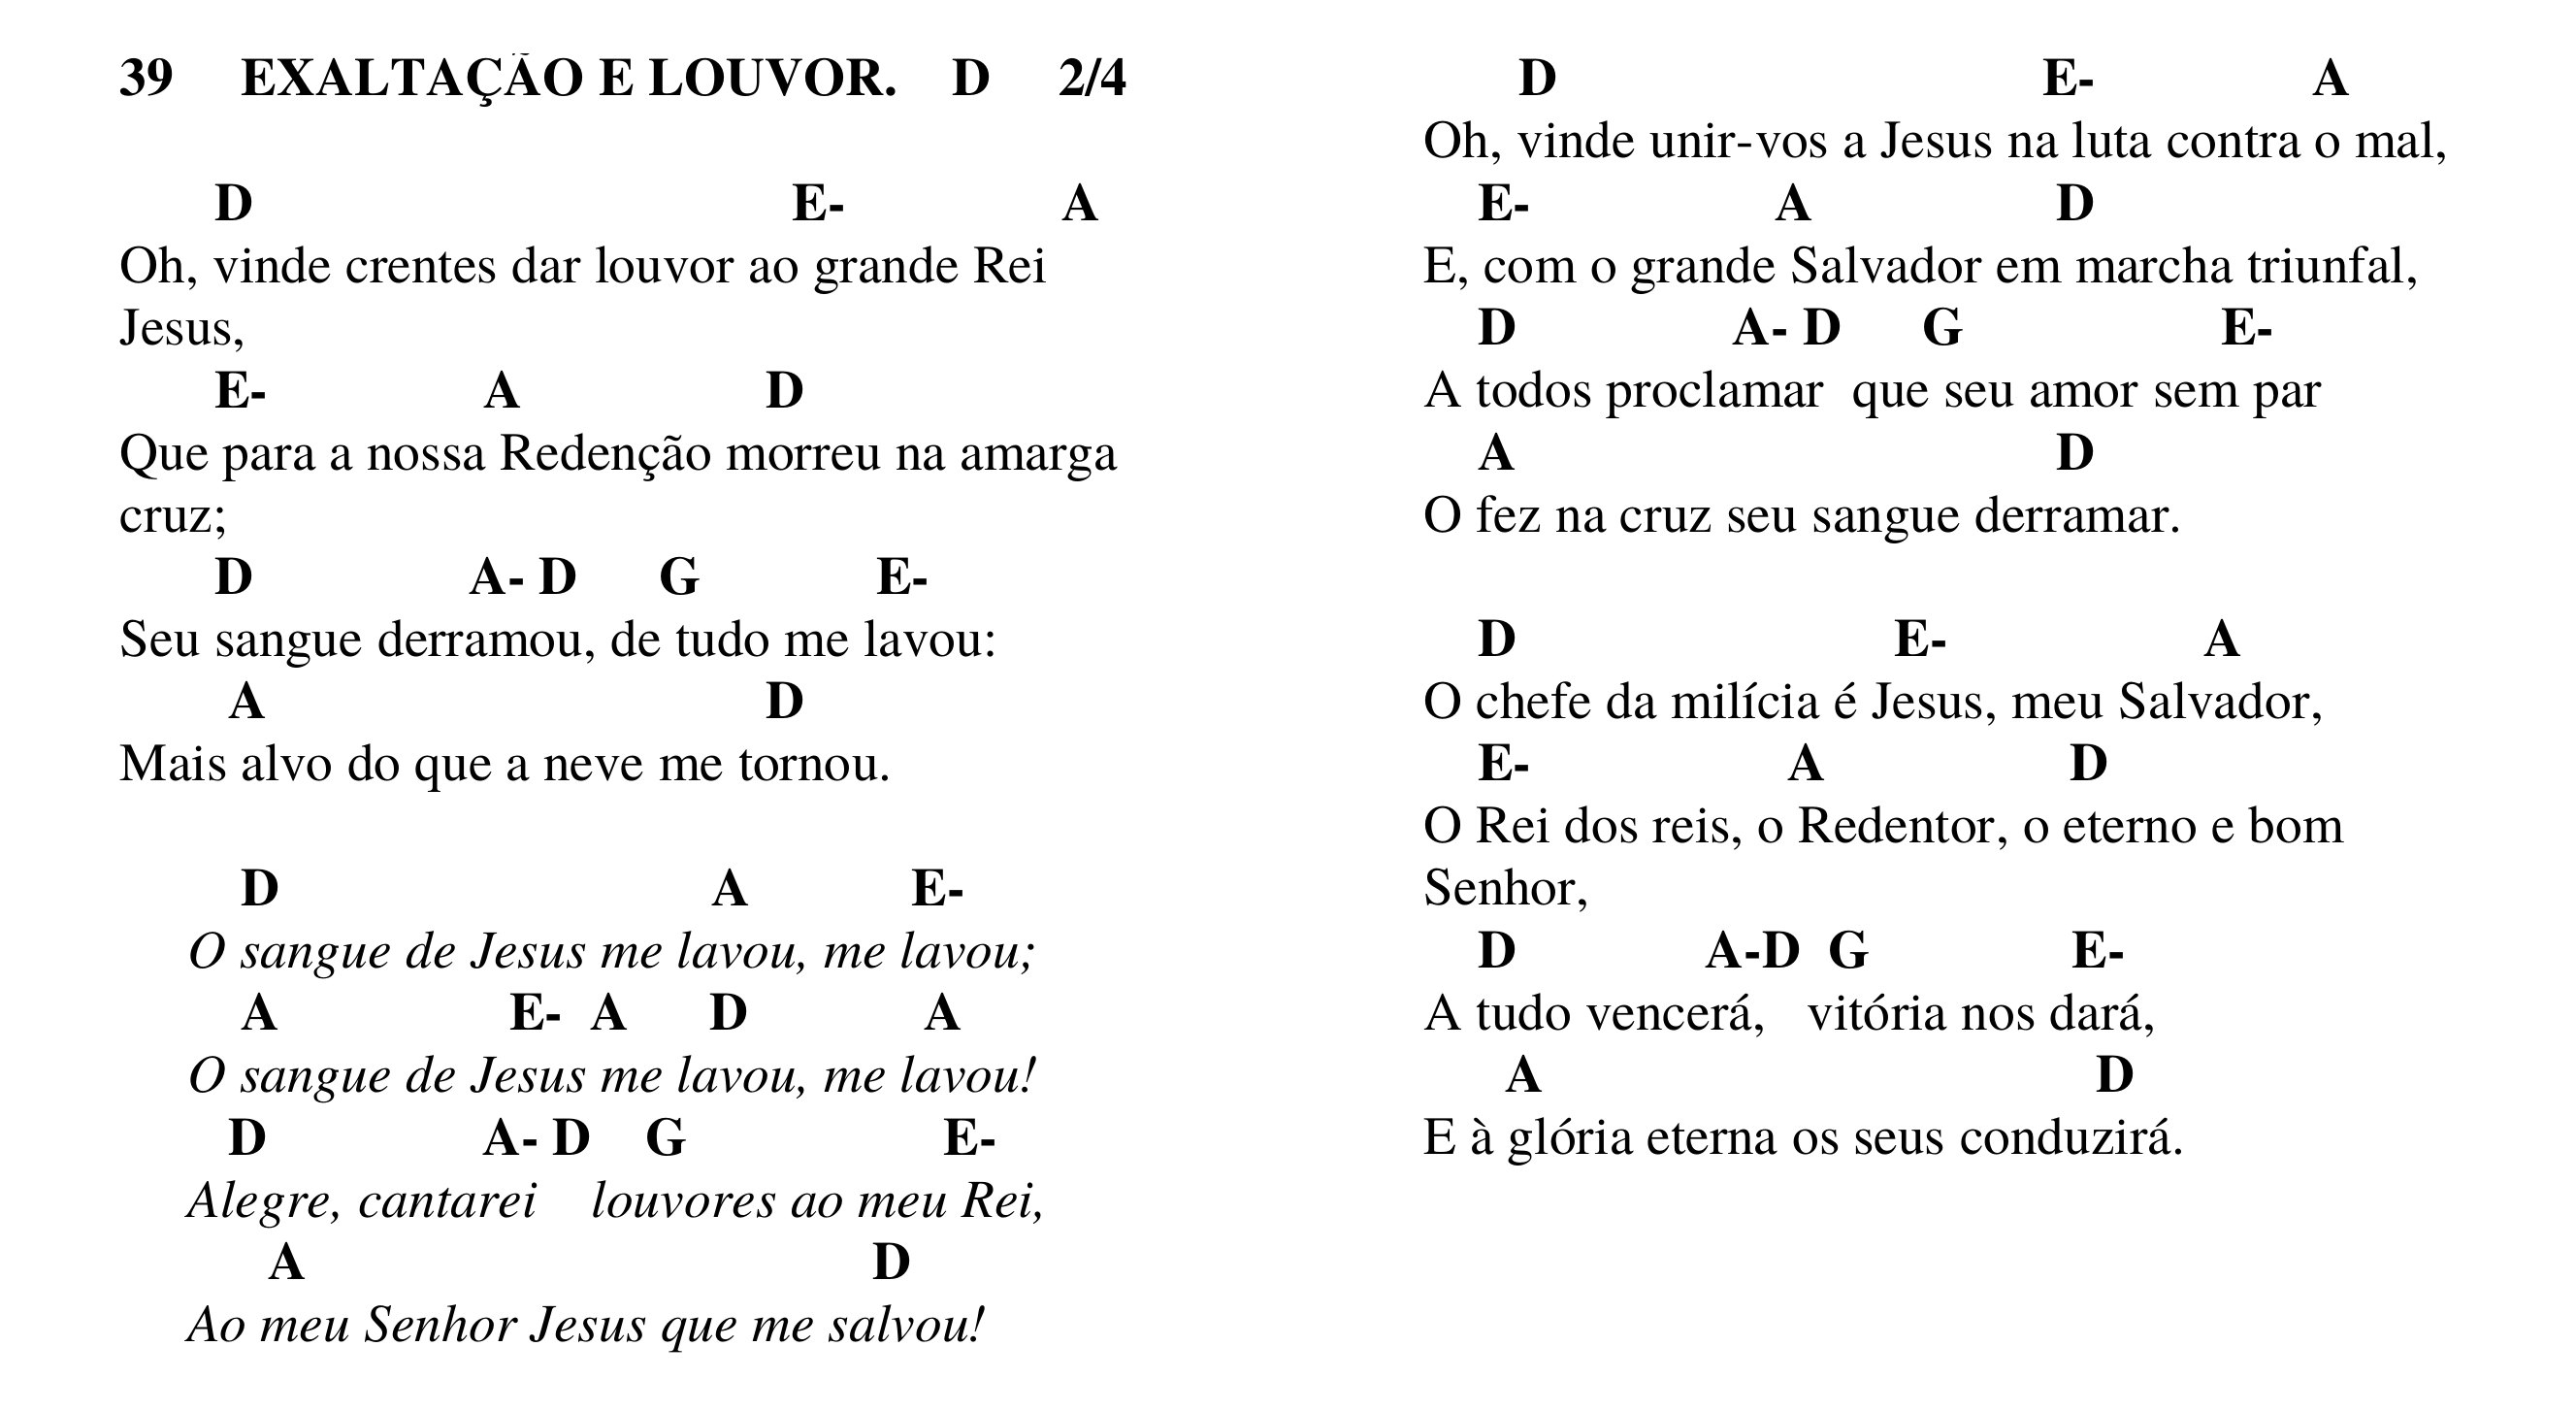 39 EXALTAÇÃO E LOUVOR. D 2/4
D E- A
Oh, vinde crentes dar louvor ao grande Rei
Jesus,
E- A D
Que para a nossa Redenção morreu na amarga
cruz;
D A- D G E-
Seu sangue derramou, de tudo me lavou:
A D
Mais alvo do que a neve me tornou.
D A E-
O sangue de Jesus me lavou, me lavou;
A E- A D A
O sangue de Jesus me lavou, me lavou!
D A- D G E-
Alegre, cantarei louvores ao meu Rei,
A D
Ao meu Senhor Jesus que me salvou!
D E- A
Oh, vinde unir-vos a Jesus na luta contra o mal,
E- A D
E, com o grande Salvador em marcha triunfal,
D A- D G E-
A todos proclamar que seu amor sem par
A D
O fez na cruz seu sangue derramar.
D E- A
O chefe da milícia é Jesus, meu Salvador,
E- A D
O Rei dos reis, o Redentor, o eterno e bom
Senhor,
D A-D G E-
A tudo vencerá, vitória nos dará,
A D
E à glória eterna os seus conduzirá.